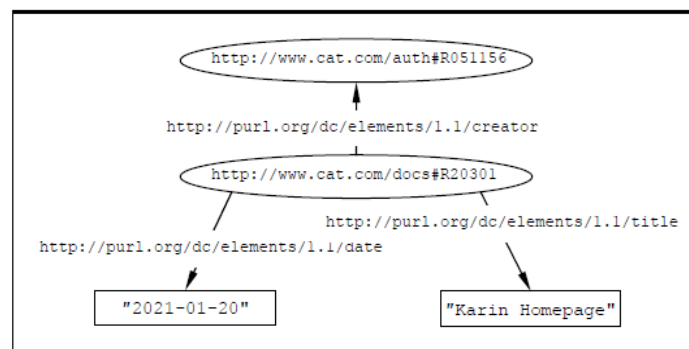 http://www.cat.com/auth#R051156
http://purl.org/dc/elements/1.1/creator
http://www.cat.com/docs#R20301
http://purl.org/dc/elements/1.1/title
http://purl.org/dc/elements/1.1/date
"2021-01-20"
"Karin Homepage"